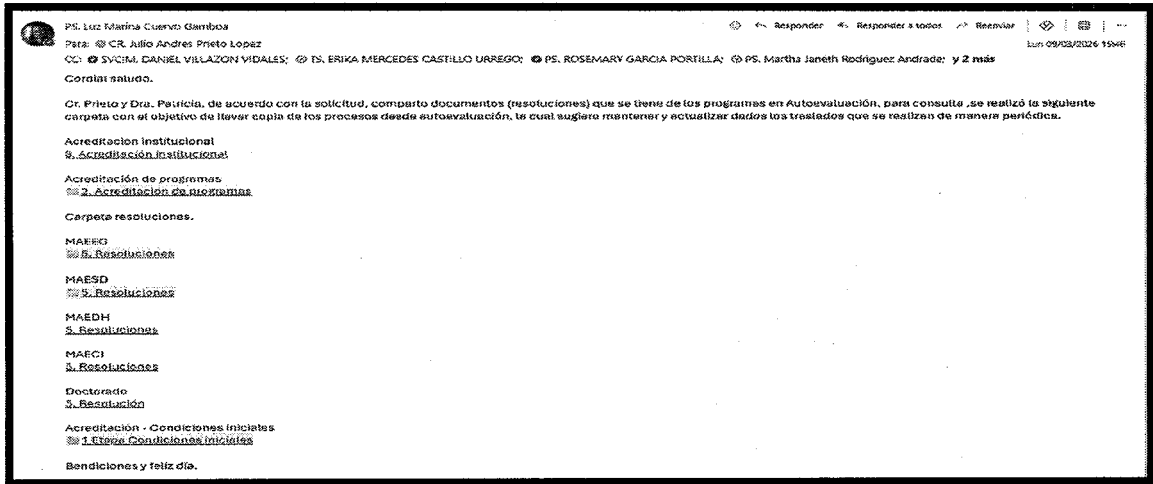 PS. Luz Marina Cuervo Gamboa
Responder Responder a todos Reenviar
Para: CR. Julio Andres Prieto Lopez
Lun 09/03/2026 15:46
CC: SVCIM. DANIEL VILLAZON VIDALES; TS. ERIKA MERCEDES CASTILLO URREGO; PS. ROSEMARY GARCIA PORTILLA; PS. Martha Janeth Rodriguez Andrade; y 2 más
Cordial saludo.
Cr. Prieto y Dra. Patricia, de acuerdo con la solicitud, comparto documentos (resoluciones) que se tiene de los programas en Autoevaluación, para consulta ,se realizó la siguiente
carpeta con el objetivo de llevar copia de los procesos desde autoevaluación, la cual sugiero mantener y actualizar dados los traslados que se realizan de manera periódica.
Acreditacion institucional
9. Acreditación institucional
Acreditación de programas
2. Acreditación de programas
Carpeta resoluciones.
MAEEG
5. Resoluciones
MAESD
5. Resoluciones
MAEDH
5. Resoluciones
MAECI
5. Resoluciones
Doctorado
5. Resolución
Acreditación - Condiciones iniciales
1 Etapa Condiciones iniciales
Bendiciones y feliz día.